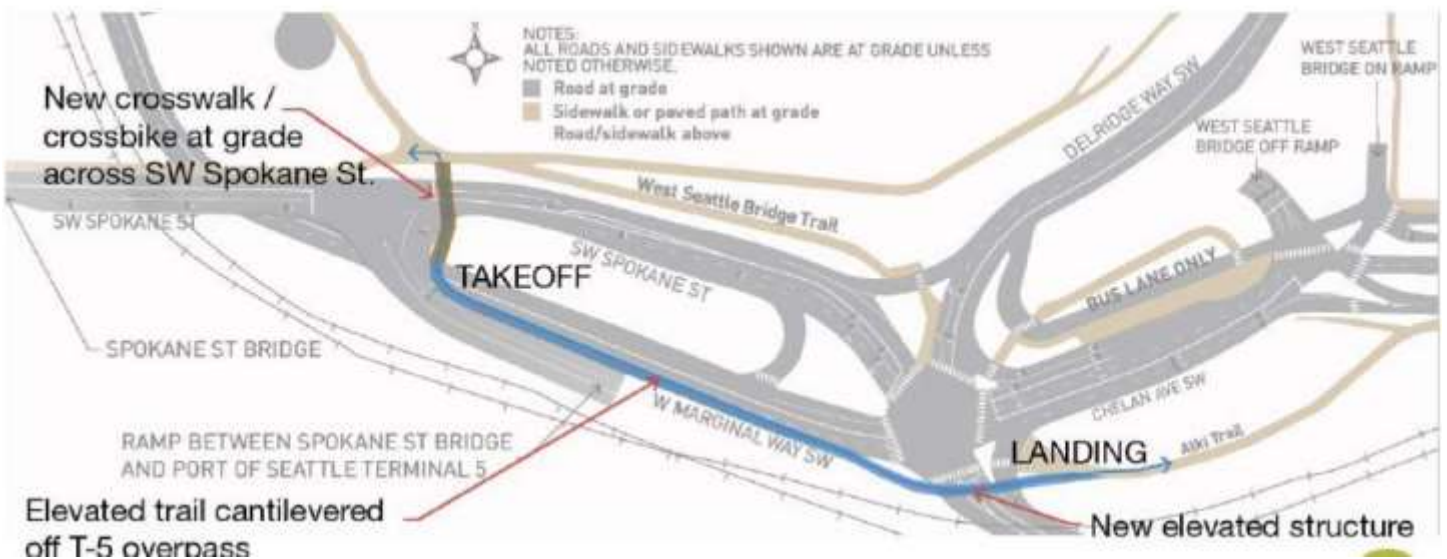 NOTES:
ALL ROADS AND SIDEWALKS SHOWN ARE AT GRADE UNLESS
NOTED OTHERWISE.
Road at grade
Sidewalk or paved path at grade
Road/sidewalk above
N
WEST SEATTLE
BRIDGE ON RAMP
New crosswalk /
crossbike at grade
across SW Spokane St.
DELRIDGE WAY SW
WEST SEATTLE
BRIDGE OFF RAMP
West Seattle Bridge Trail
SW SPOKANE ST
SW SPOKANE ST
TAKEOFF
BUS LANE ONLY
SPOKANE ST BRIDGE
CHELAN AVE SW
W MARGINAL WAY SW
RAMP BETWEEN SPOKANE ST BRIDGE
AND PORT OF SEATTLE TERMINAL 5
LANDING
Alki Trail
Elevated trail cantilevered
off T-5 overpass
New elevated structure